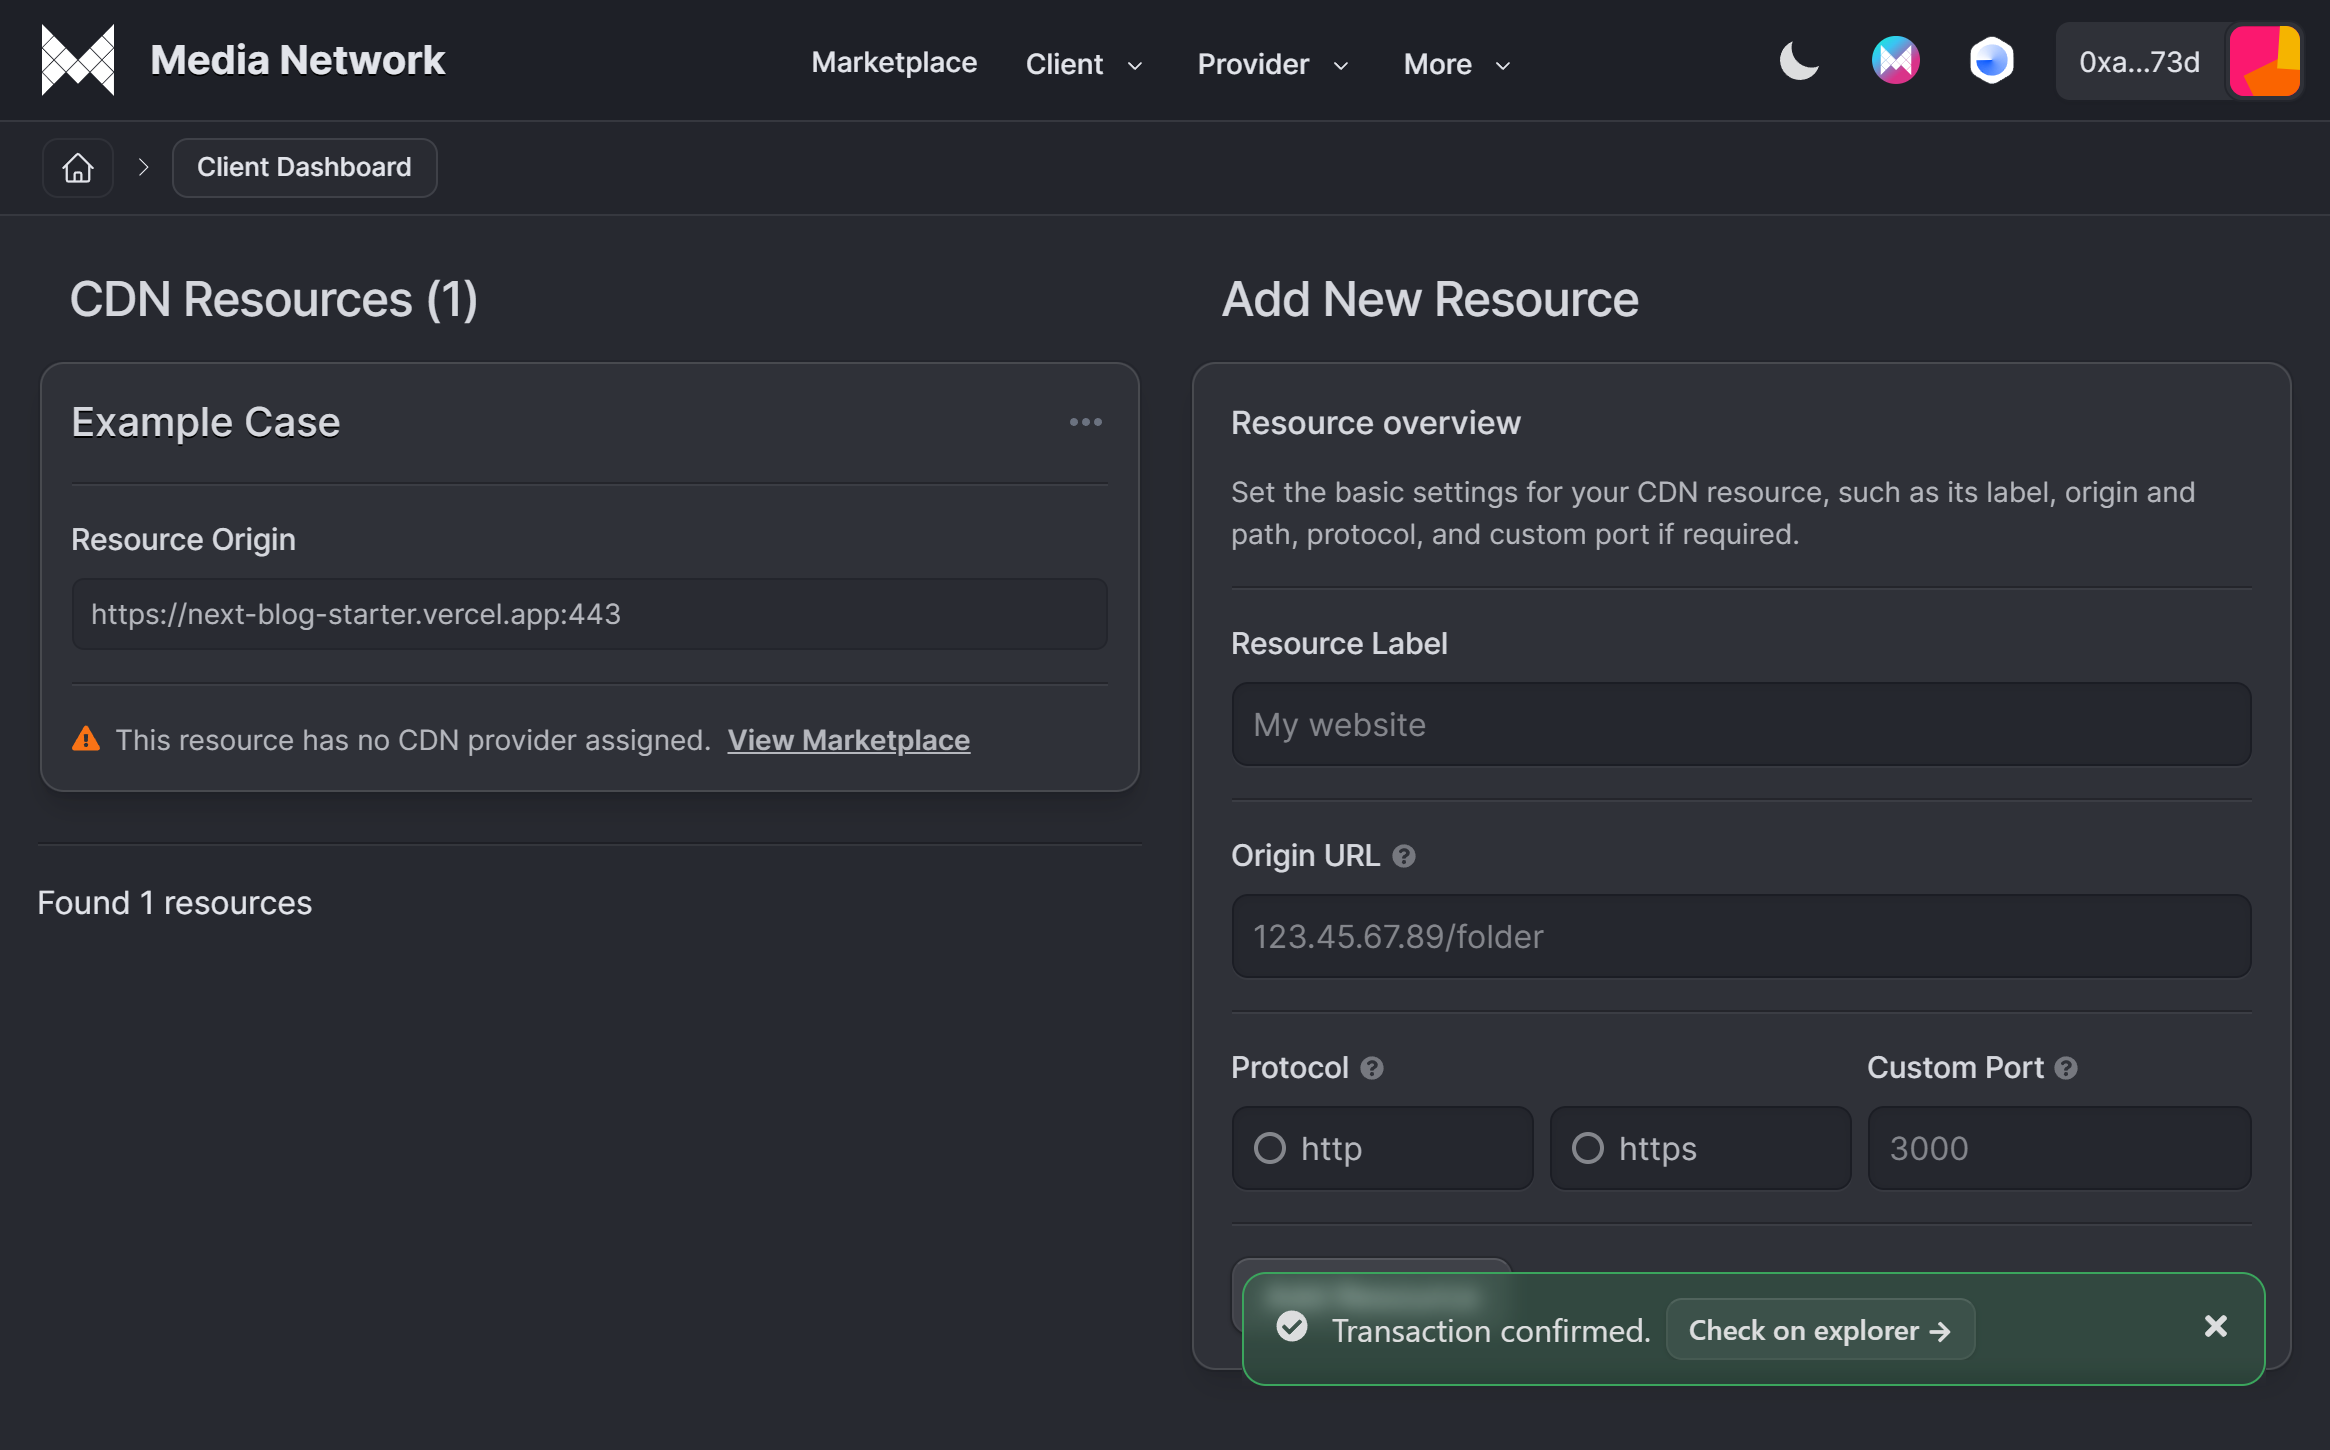 Media Network
Marketplace
Client
Provider
More
0xa...73d
Client Dashboard
CDN Resources (1)
Example Case
Resource Origin
https://next-blog-starter.vercel.app:443
This resource has no CDN provider assigned. View Marketplace
Found 1 resources
Add New Resource
Resource overview
Set the basic settings for your CDN resource, such as its label, origin and
path, protocol, and custom port if required.
Resource Label
My website
Origin URL
123.45.67.89/folder
Protocol
Custom Port
http
https
3000
Transaction confirmed.
Check on explorer →